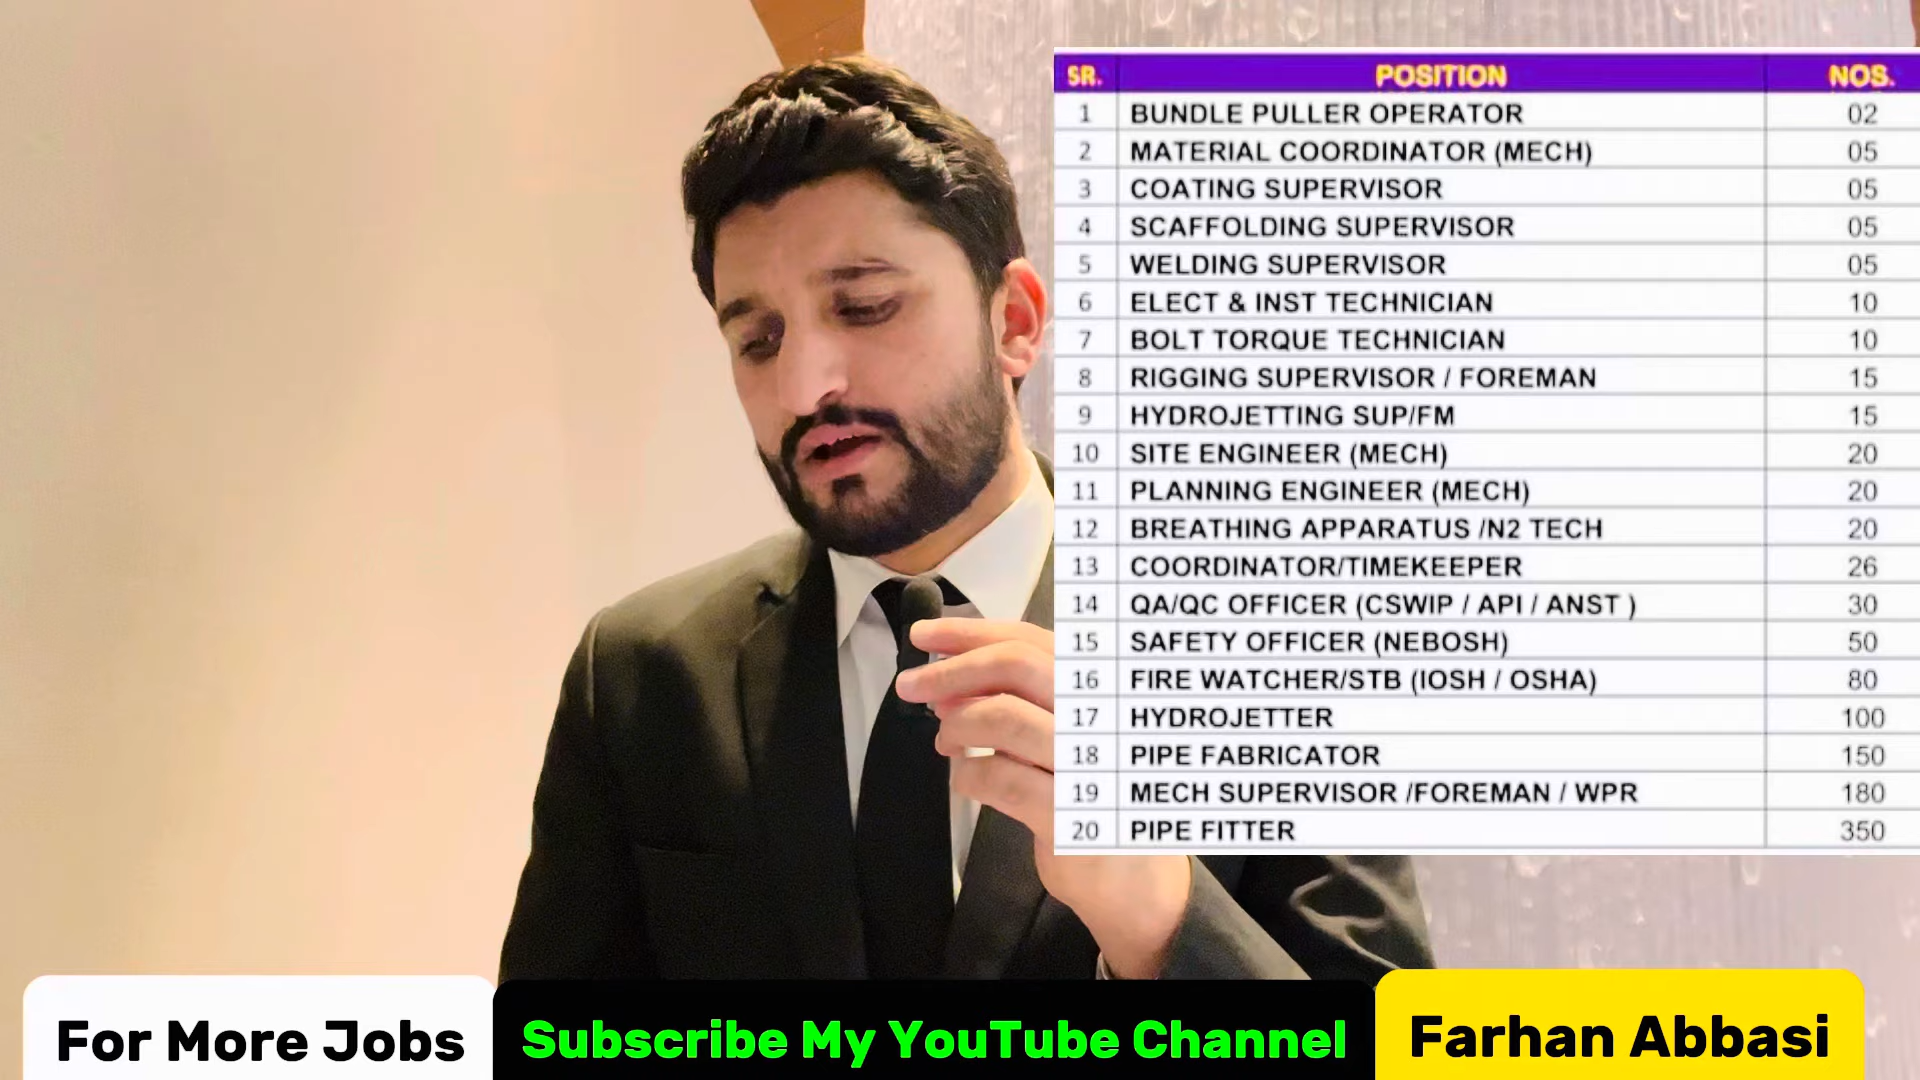 SR. POSITION NOS.
1 BUNDLE PULLER OPERATOR 02
2 MATERIAL COORDINATOR (MECH) 05
3 COATING SUPERVISOR 05
4 SCAFFOLDING SUPERVISOR 05
5 WELDING SUPERVISOR 05
6 ELECT & INST TECHNICIAN 10
7 BOLT TORQUE TECHNICIAN 10
8 RIGGING SUPERVISOR / FOREMAN 15
9 HYDROJETTING SUP/FM 15
10 SITE ENGINEER (MECH) 20
11 PLANNING ENGINEER (MECH) 20
12 BREATHING APPARATUS /N2 TECH 20
13 COORDINATOR/TIMEKEEPER 26
14 QA/QC OFFICER (CSWIP / API / ANST ) 30
15 SAFETY OFFICER (NEBOSH) 50
16 FIRE WATCHER/STB (IOSH / OSHA) 80
17 HYDROJETTER 100
18 PIPE FABRICATOR 150
19 MECH SUPERVISOR /FOREMAN / WPR 180
20 PIPE FITTER 350
For More Jobs Subscribe My YouTube Channel Farhan Abbasi